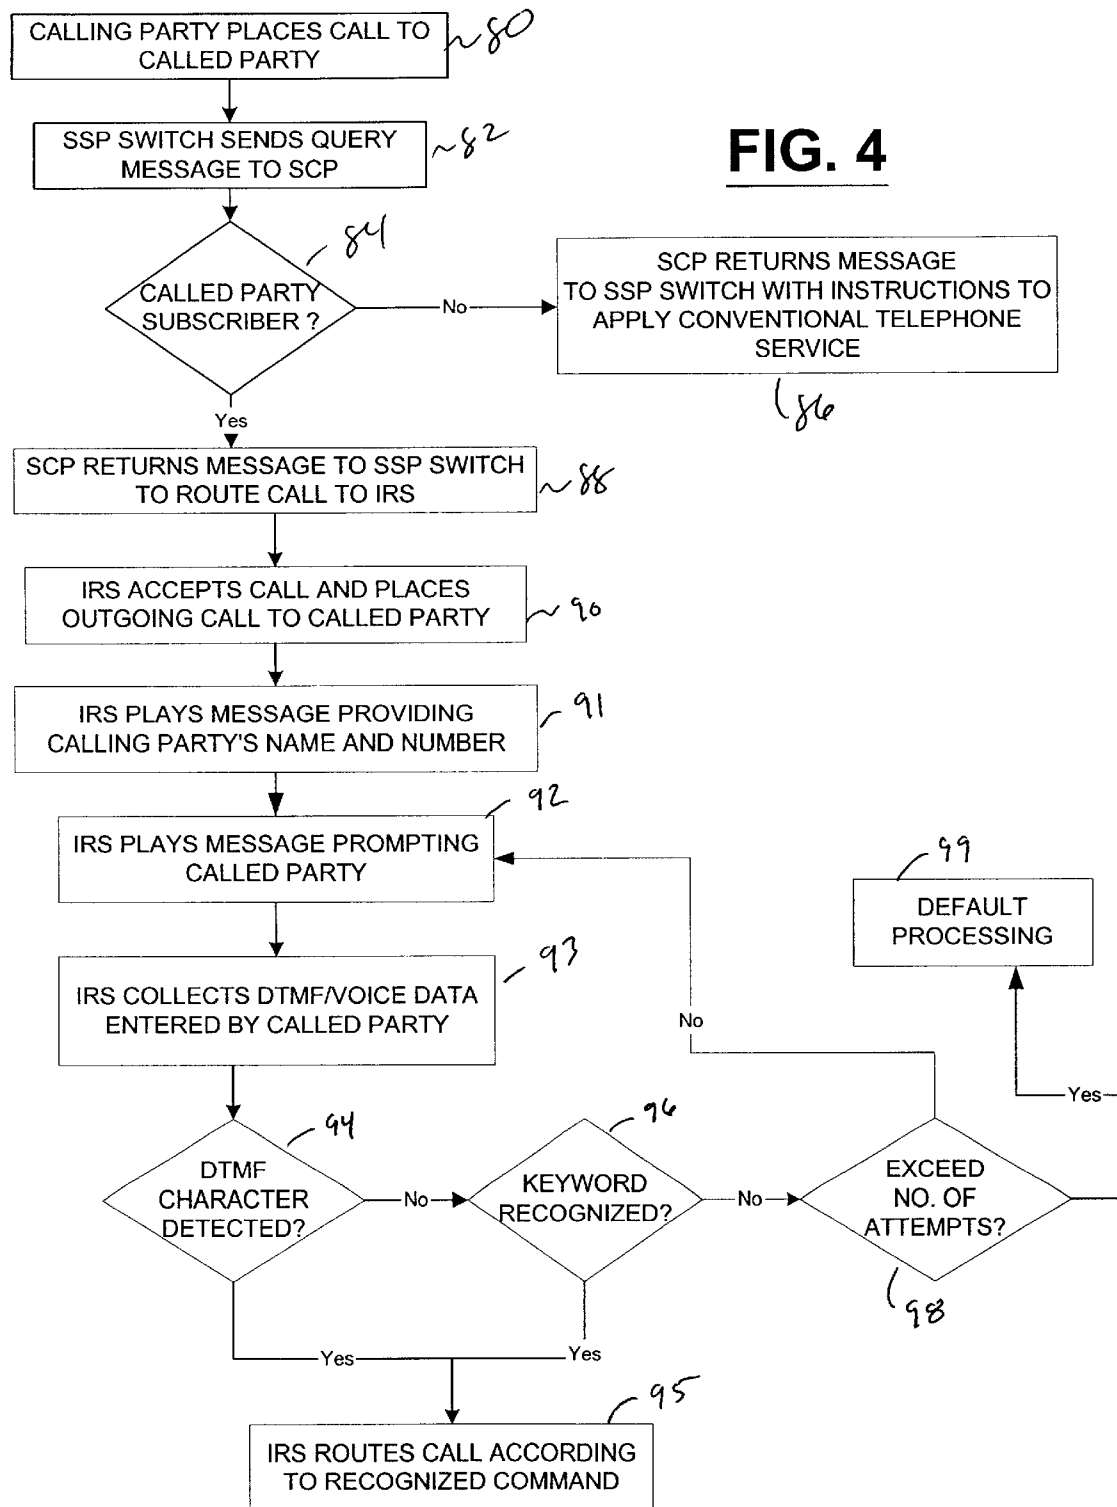 CALLING PARTY PLACES CALL TO
CALLED PARTY
80
SSP SWITCH SENDS QUERY
MESSAGE TO SCP
82
FIG. 4
84
CALLED PARTY
SUBSCRIBER ?
No
SCP RETURNS MESSAGE
TO SSP SWITCH WITH INSTRUCTIONS TO
APPLY CONVENTIONAL TELEPHONE
SERVICE
86
Yes
SCP RETURNS MESSAGE TO SSP SWITCH
TO ROUTE CALL TO IRS
88
IRS ACCEPTS CALL AND PLACES
OUTGOING CALL TO CALLED PARTY
90
IRS PLAYS MESSAGE PROVIDING
CALLING PARTY'S NAME AND NUMBER
91
92
IRS PLAYS MESSAGE PROMPTING
CALLED PARTY
99
DEFAULT
PROCESSING
93
IRS COLLECTS DTMF/VOICE DATA
ENTERED BY CALLED PARTY
No
Yes
94
DTMF
CHARACTER
DETECTED?
No
96
KEYWORD
RECOGNIZED?
No
EXCEED
NO. OF
ATTEMPTS?
98
Yes
Yes
95
IRS ROUTES CALL ACCORDING
TO RECOGNIZED COMMAND